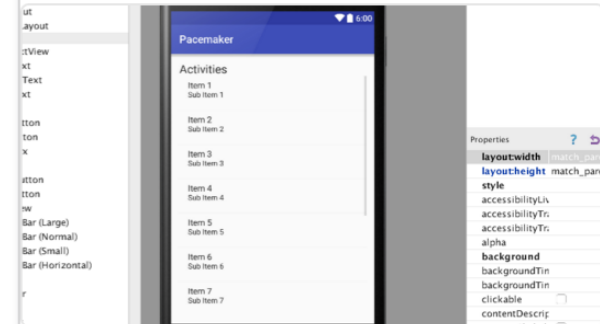 ut
.ayout
:tView
xt
Text
xt
tton
ton
x
utton
tton
ew
Bar (Large)
Bar (Normal)
Bar (Small)
Bar (Horizontal)
r
6:00
Pacemaker
Activities
Item 1
Sub Item 1
Item 2
Sub Item 2
Item 3
Sub Item 3
Item 4
Sub Item 4
Item 5
Sub Item 5
Item 6
Sub Item 6
Item 7
Sub Item 7
Properties ?
layout:width match_par
layout:height match_par
style
accessibilityLiv
accessibilityTra
accessibilityTra
alpha
background
backgroundTin
backgroundTin
clickable
contentDescrip